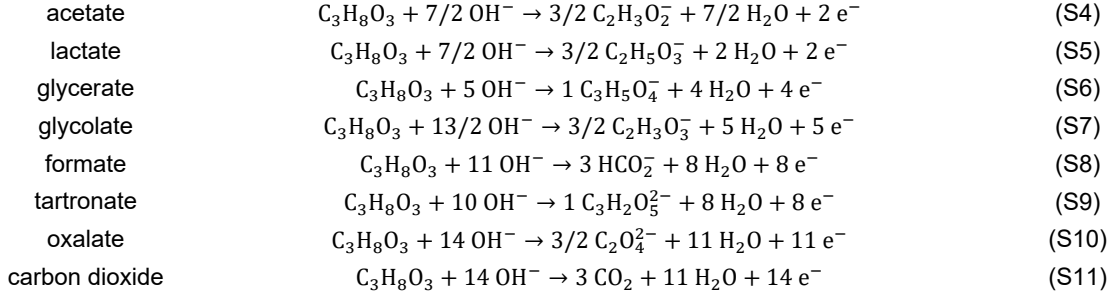 acetate C₃H₈O₃ + 7/2 OH⁻ → 3/2 C₂H₃O₂⁻ + 7/2 H₂O + 2 e⁻ (S4)
lactate C₃H₈O₃ + 7/2 OH⁻ → 3/2 C₂H₅O₃⁻ + 2 H₂O + 2 e⁻ (S5)
glycerate C₃H₈O₃ + 5 OH⁻ → 1 C₃H₅O₄⁻ + 4 H₂O + 4 e⁻ (S6)
glycolate C₃H₈O₃ + 13/2 OH⁻ → 3/2 C₂H₃O₃⁻ + 5 H₂O + 5 e⁻ (S7)
formate C₃H₈O₃ + 11 OH⁻ → 3 HCO₂⁻ + 8 H₂O + 8 e⁻ (S8)
tartronate C₃H₈O₃ + 10 OH⁻ → 1 C₃H₂O₅²⁻ + 8 H₂O + 8 e⁻ (S9)
oxalate C₃H₈O₃ + 14 OH⁻ → 3/2 C₂O₄²⁻ + 11 H₂O + 11 e⁻ (S10)
carbon dioxide C₃H₈O₃ + 14 OH⁻ → 3 CO₂ + 11 H₂O + 14 e⁻ (S11)